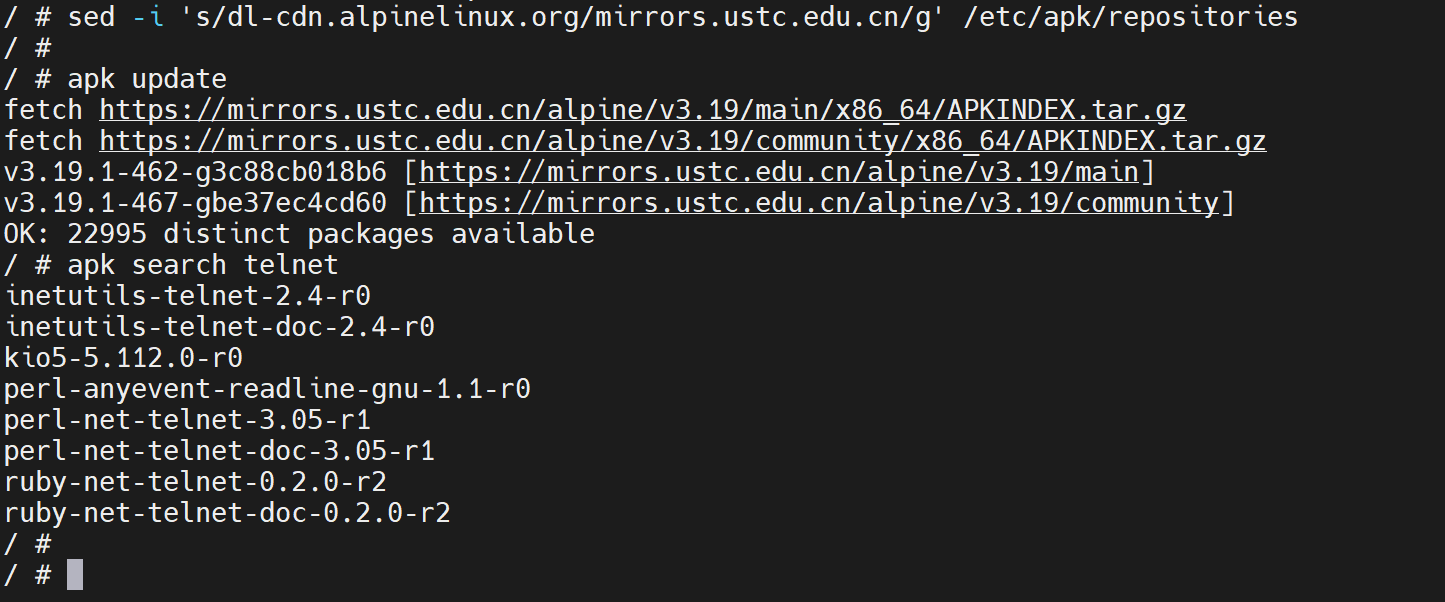 / # sed -i 's/dl-cdn.alpinelinux.org/mirrors.ustc.edu.cn/g' /etc/apk/repositories
/ #
/ # apk update
fetch https://mirrors.ustc.edu.cn/alpine/v3.19/main/x86_64/APKINDEX.tar.gz
fetch https://mirrors.ustc.edu.cn/alpine/v3.19/community/x86_64/APKINDEX.tar.gz
v3.19.1-462-g3c88cb018b6 [https://mirrors.ustc.edu.cn/alpine/v3.19/main]
v3.19.1-467-gbe37ec4cd60 [https://mirrors.ustc.edu.cn/alpine/v3.19/community]
OK: 22995 distinct packages available
/ # apk search telnet
inetutils-telnet-2.4-r0
inetutils-telnet-doc-2.4-r0
kio5-5.112.0-r0
perl-anyevent-readline-gnu-1.1-r0
perl-net-telnet-3.05-r1
perl-net-telnet-doc-3.05-r1
ruby-net-telnet-0.2.0-r2
ruby-net-telnet-doc-0.2.0-r2
/ #
/ #